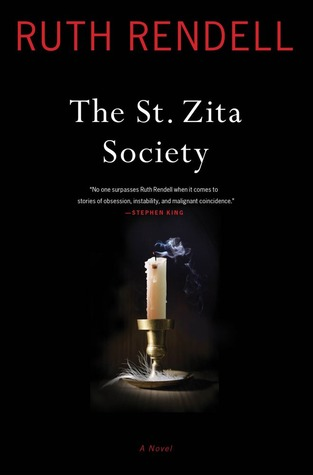 RUTH RENDELL
The St. Zita
Society
"No one surpasses Ruth Rendell when it comes to
stories of obsession, instability, and malignant coincidence."
—STEPHEN KING
A Novel